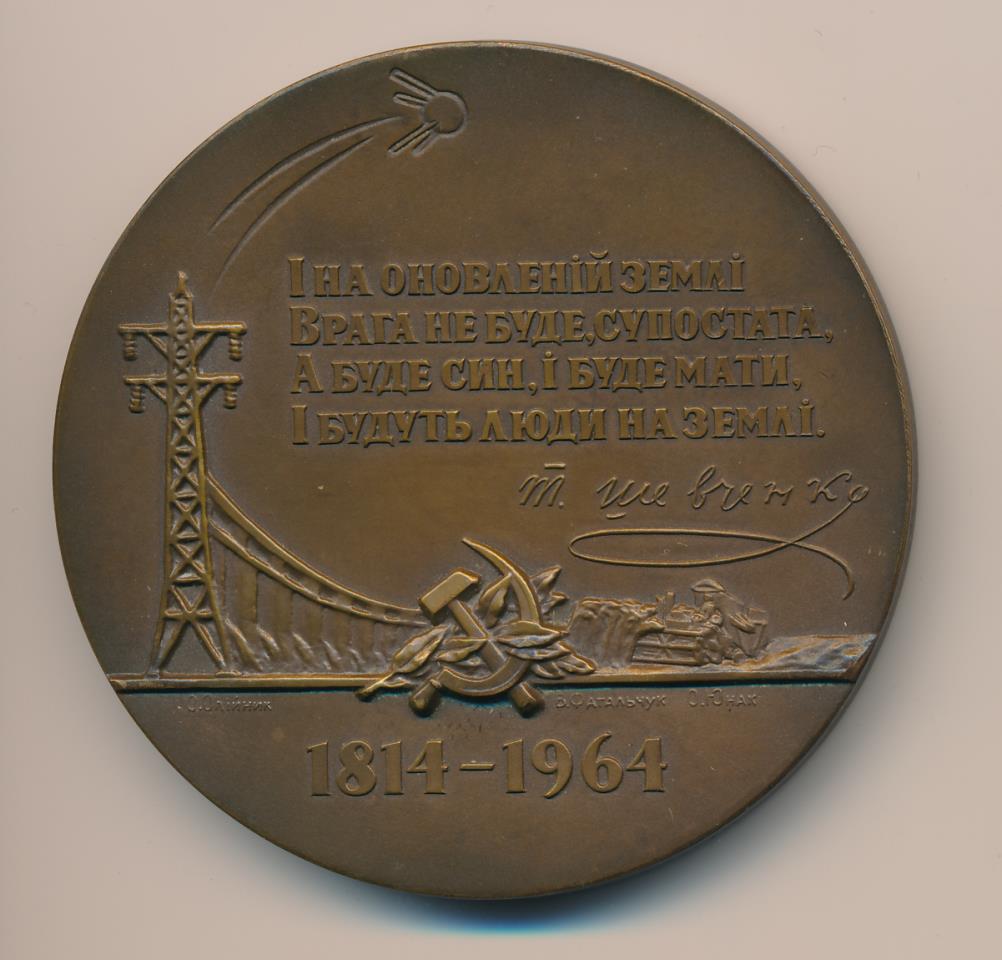 І НА ОНОВЛЕНІЙ ЗЕМЛІ
ВРАГА НЕ БУДЕ, СУПОСТАТА,
А БУДЕ СИН, І БУДЕ МАТИ,
І БУДУТЬ ЛЮДИ НА ЗЕМЛІ.
Т. Шевченко
О.ОЛІЙНИК В.ФАТАЛЬЧУК О.ЮНАК
1814–1964